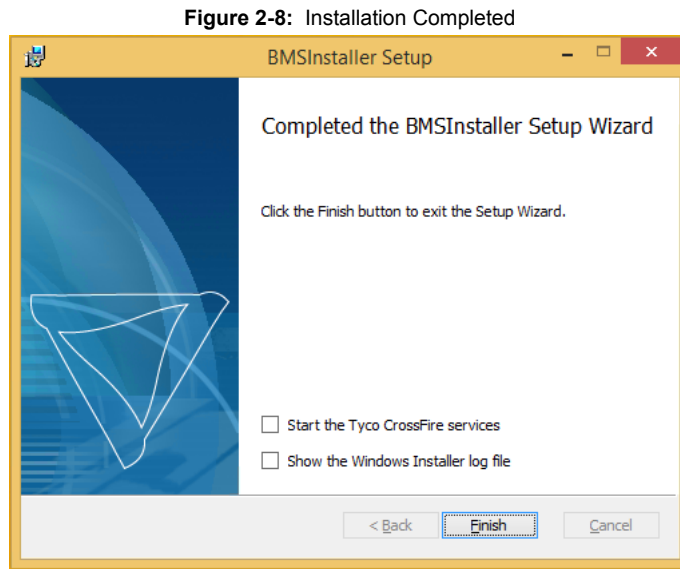 Figure 2-8: Installation Completed
BMSInstaller Setup
Completed the BMSInstaller Setup Wizard
Click the Finish button to exit the Setup Wizard.
Start the Tyco CrossFire services
Show the Windows Installer log file
< Back Finish Cancel